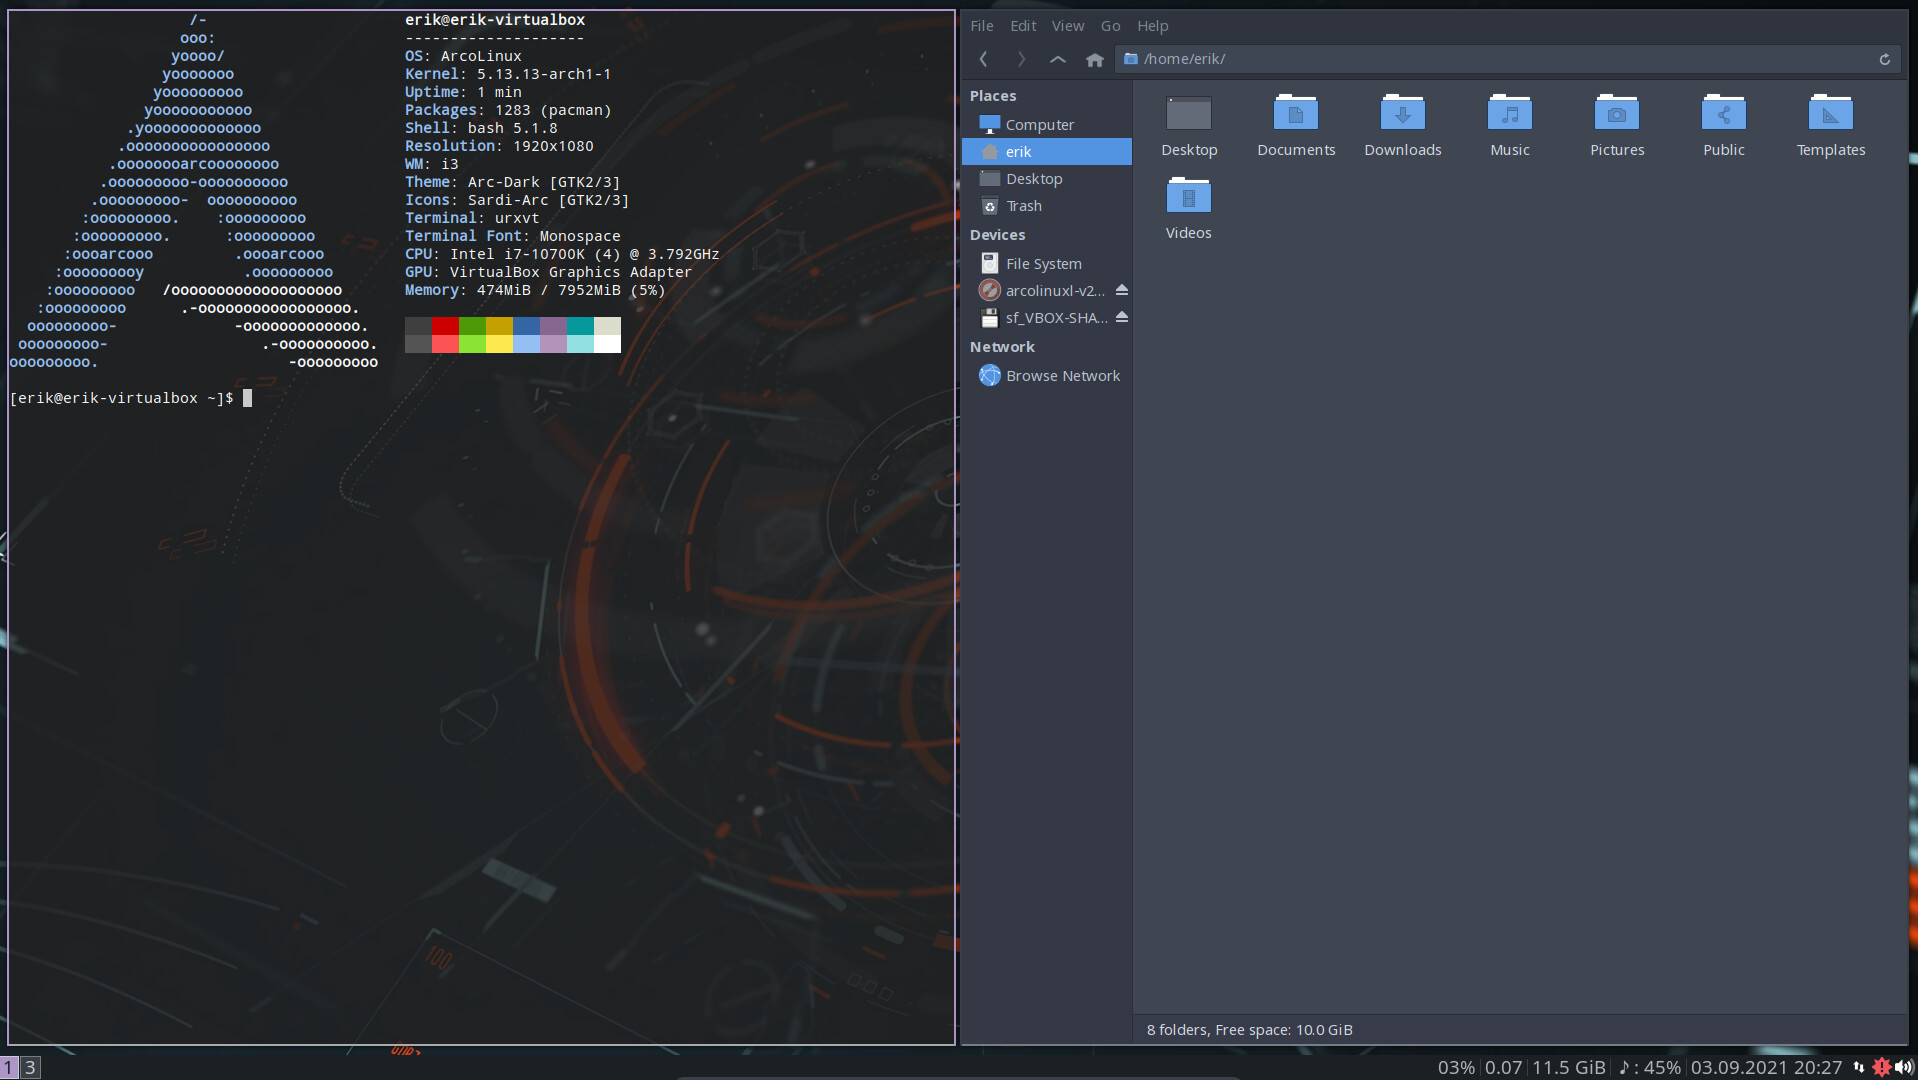 /-
ooo:
yoooo/
yooooooo
yooooooooo
yooooooooooo
.yooooooooooooo
.oooooooooooooooo
.oooooooarcoooooooo
.ooooooooo-oooooooooo
.ooooooooo-  oooooooooo
:ooooooooo.    :ooooooooo
:ooooooooo.      :ooooooooo
:oooarcooo         .oooarcooo
:ooooooooy           .ooooooooo
:ooooooooo   /ooooooooooooooooooo
:ooooooooo      .-ooooooooooooooooo.
ooooooooo-             -ooooooooooooo.
ooooooooo-                 .-oooooooooo.
ooooooooo.                     -ooooooooo
erik@erik-virtualbox
--------------------
OS: ArcoLinux
Kernel: 5.13.13-arch1-1
Uptime: 1 min
Packages: 1283 (pacman)
Shell: bash 5.1.8
Resolution: 1920x1080
WM: i3
Theme: Arc-Dark [GTK2/3]
Icons: Sardi-Arc [GTK2/3]
Terminal: urxvt
Terminal Font: Monospace
CPU: Intel i7-10700K (4) @ 3.792GHz
GPU: VirtualBox Graphics Adapter
Memory: 474MiB / 7952MiB (5%)
[erik@erik-virtualbox ~]$
100
File Edit View Go Help
/home/erik/
Places
Computer
erik
Desktop
Trash
Devices
File System
arcolinuxl-v2...
sf_VBOX-SHA...
Network
Browse Network
Desktop Documents Downloads Music Pictures Public Templates
Videos
8 folders, Free space: 10.0 GiB
1 3
03% 0.07 11.5 GiB ♪: 45% 03.09.2021 20:27